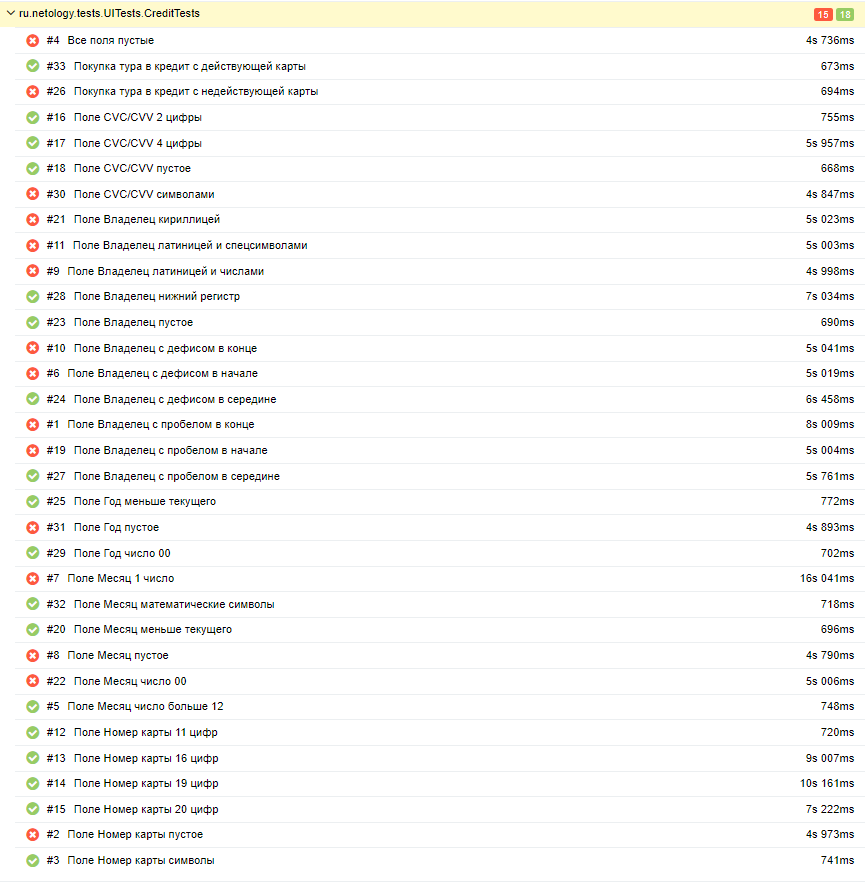 ru.netology.tests.UITests.CreditTests 15 18
#4 Все поля пустые 4s 736ms
#33 Покупка тура в кредит с действующей карты 673ms
#26 Покупка тура в кредит с недействующей карты 694ms
#16 Поле CVC/CVV 2 цифры 755ms
#17 Поле CVC/CVV 4 цифры 5s 957ms
#18 Поле CVC/CVV пустое 668ms
#30 Поле CVC/CVV символами 4s 847ms
#21 Поле Владелец кириллицей 5s 023ms
#11 Поле Владелец латиницей и спецсимволами 5s 003ms
#9 Поле Владелец латиницей и числами 4s 998ms
#28 Поле Владелец нижний регистр 7s 034ms
#23 Поле Владелец пустое 690ms
#10 Поле Владелец с дефисом в конце 5s 041ms
#6 Поле Владелец с дефисом в начале 5s 019ms
#24 Поле Владелец с дефисом в середине 6s 458ms
#1 Поле Владелец с пробелом в конце 8s 009ms
#19 Поле Владелец с пробелом в начале 5s 004ms
#27 Поле Владелец с пробелом в середине 5s 761ms
#25 Поле Год меньше текущего 772ms
#31 Поле Год пустое 4s 893ms
#29 Поле Год число 00 702ms
#7 Поле Месяц 1 число 16s 041ms
#32 Поле Месяц математические символы 718ms
#20 Поле Месяц меньше текущего 696ms
#8 Поле Месяц пустое 4s 790ms
#22 Поле Месяц число 00 5s 006ms
#5 Поле Месяц число больше 12 748ms
#12 Поле Номер карты 11 цифр 720ms
#13 Поле Номер карты 16 цифр 9s 007ms
#14 Поле Номер карты 19 цифр 10s 161ms
#15 Поле Номер карты 20 цифр 7s 222ms
#2 Поле Номер карты пустое 4s 973ms
#3 Поле Номер карты символы 741ms